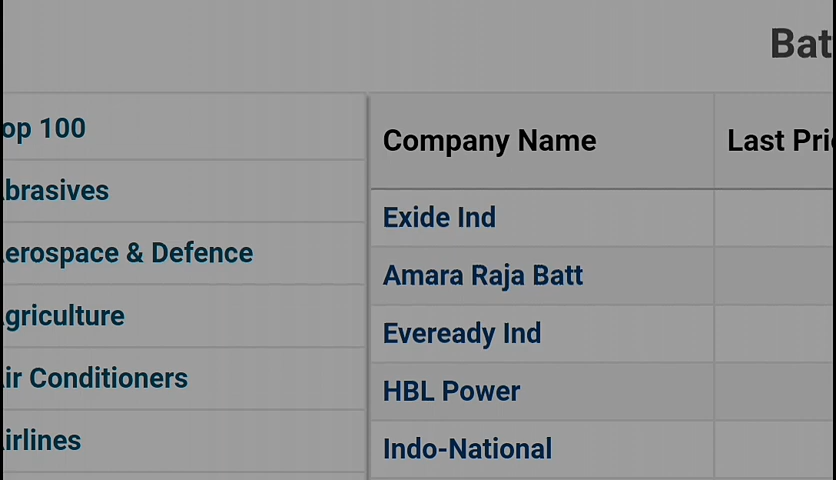 Bat
op 100
Company Name
Last Pri
brasives
Exide Ind
erospace & Defence
Amara Raja Batt
griculture
Eveready Ind
ir Conditioners
HBL Power
irlines
Indo-National